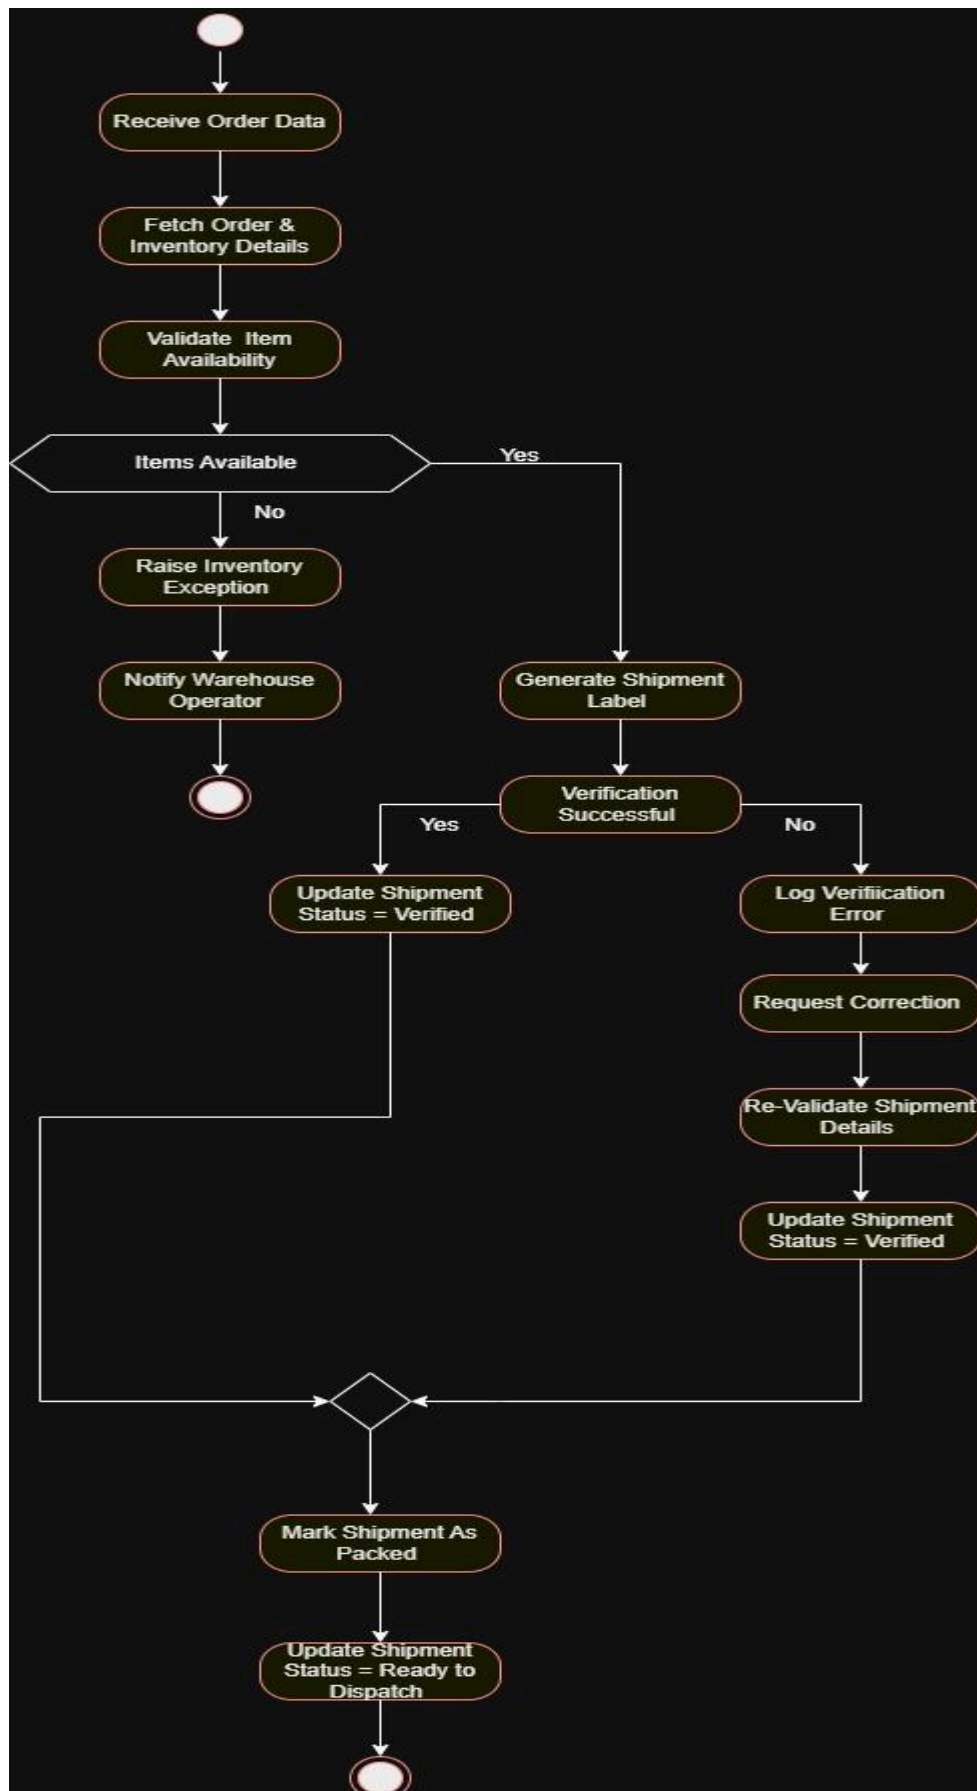 Receive Order Data
Fetch Order &
Inventory Details
Validate  Item
Availability
Items Available
Yes
No
Raise Inventory
Exception
Notify Warehouse
Operator
Generate Shipment
Label
Verification
Successful
Yes
No
Update Shipment
Status = Verified
Log Verifiication
Error
Request Correction
Re-Validate Shipment
Details
Update Shipment
Status = Verified
Mark Shipment As
Packed
Update Shipment
Status = Ready to
Dispatch